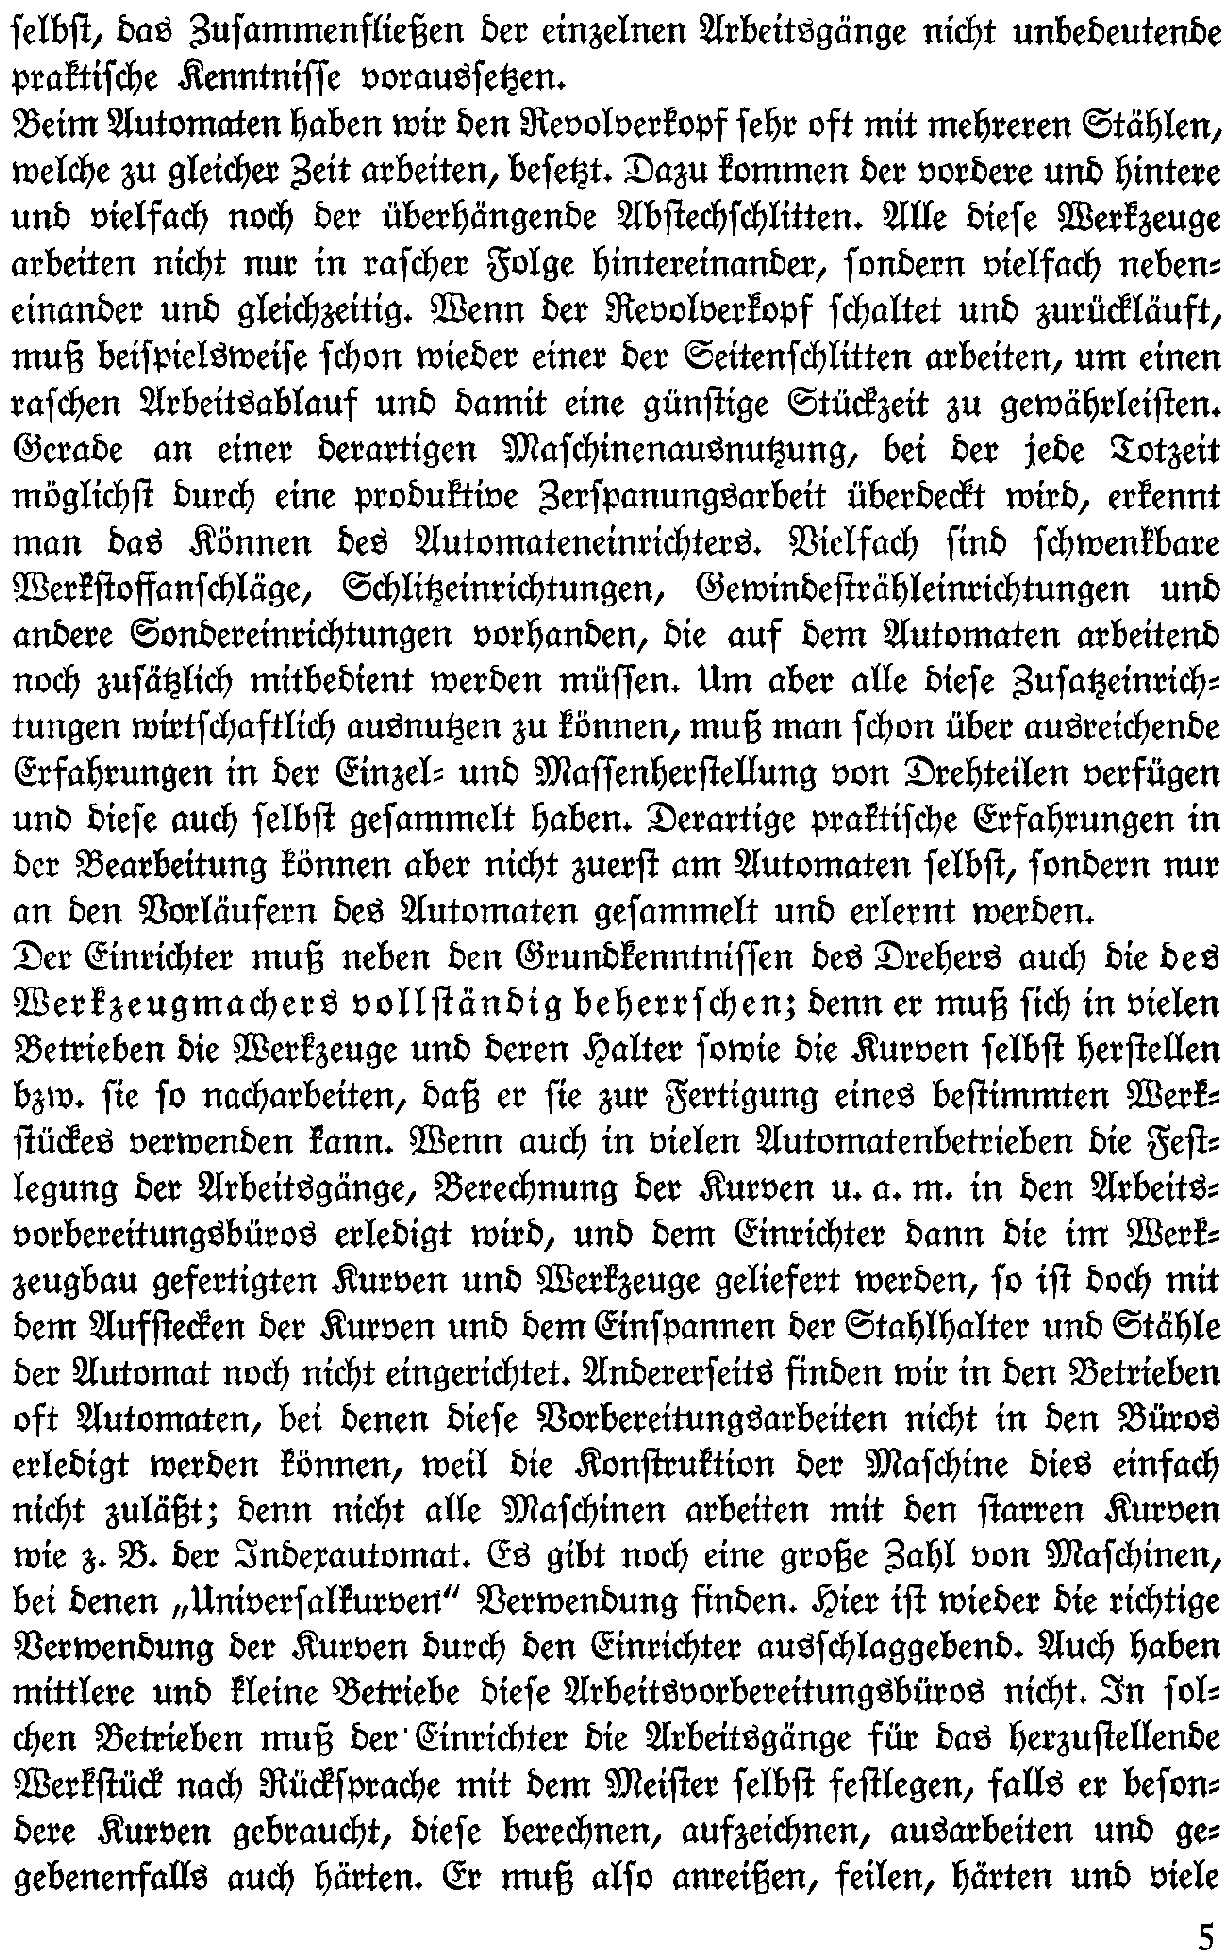 selbst, das Zusammenfließen der einzelnen Arbeitsgänge nicht unbedeutende
praktische Kenntnisse voraussetzen.
Beim Automaten haben wir den Revolverkopf sehr oft mit mehreren Stählen,
welche zu gleicher Zeit arbeiten, besetzt. Dazu kommen der vordere und hintere
und vielfach noch der überhängende Abstechschlitten. Alle diese Werkzeuge
arbeiten nicht nur in rascher Folge hintereinander, sondern vielfach neben-
einander und gleichzeitig. Wenn der Revolverkopf schaltet und zurückläuft,
muß beispielsweise schon wieder einer der Seitenschlitten arbeiten, um einen
raschen Arbeitsablauf und damit eine günstige Stückzeit zu gewährleisten.
Gerade an einer derartigen Maschinenausnutzung, bei der jede Totzeit
möglichst durch eine produktive Zerspanungsarbeit überdeckt wird, erkennt
man das Können des Automateneinrichters. Vielfach sind schwenkbare
Werkstoffanschläge, Schlitzeinrichtungen, Gewindesträhleinrichtungen und
andere Sondereinrichtungen vorhanden, die auf dem Automaten arbeitend
noch zusätzlich mitbedient werden müssen. Um aber alle diese Zusatzeinrich-
tungen wirtschaftlich ausnutzen zu können, muß man schon über ausreichende
Erfahrungen in der Einzel- und Massenherstellung von Drehteilen verfügen
und diese auch selbst gesammelt haben. Derartige praktische Erfahrungen in
der Bearbeitung können aber nicht zuerst am Automaten selbst, sondern nur
an den Vorläufern des Automaten gesammelt und erlernt werden.
Der Einrichter muß neben den Grundkenntnissen des Drehers auch die des
Werkzeugmachers vollständig beherrschen; denn er muß sich in vielen
Betrieben die Werkzeuge und deren Halter sowie die Kurven selbst herstellen
bzw. sie so nacharbeiten, daß er sie zur Fertigung eines bestimmten Werk-
stückes verwenden kann. Wenn auch in vielen Automatenbetrieben die Fest-
legung der Arbeitsgänge, Berechnung der Kurven u. a. m. in den Arbeits-
vorbereitungsbüros erledigt wird, und dem Einrichter dann die im Werk-
zeugbau gefertigten Kurven und Werkzeuge geliefert werden, so ist doch mit
dem Aufstecken der Kurven und dem Einspannen der Stahlhalter und Stähle
der Automat noch nicht eingerichtet. Andererseits finden wir in den Betrieben
oft Automaten, bei denen diese Vorbereitungsarbeiten nicht in den Büros
erledigt werden können, weil die Konstruktion der Maschine dies einfach
nicht zuläßt; denn nicht alle Maschinen arbeiten mit den starren Kurven
wie z. B. der Indexautomat. Es gibt noch eine große Zahl von Maschinen,
bei denen „Universalkurven“ Verwendung finden. Hier ist wieder die richtige
Verwendung der Kurven durch den Einrichter ausschlaggebend. Auch haben
mittlere und kleine Betriebe diese Arbeitsvorbereitungsbüros nicht. In sol-
chen Betrieben muß der Einrichter die Arbeitsgänge für das herzustellende
Werkstück nach Rücksprache mit dem Meister selbst festlegen, falls er beson-
dere Kurven gebraucht, diese berechnen, aufzeichnen, ausarbeiten und ge-
gebenenfalls auch härten. Er muß also anreißen, feilen, härten und viele
5